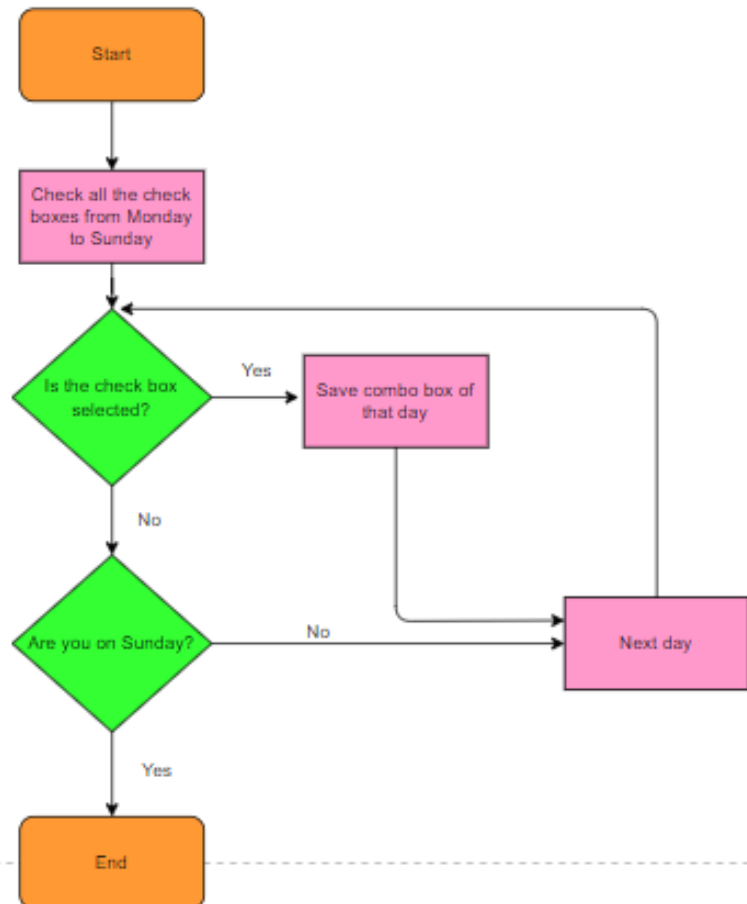 Start
Check all the check
boxes from Monday
to Sunday
Is the check box
selected?
Yes
Save combo box of
that day
No
Are you on Sunday?
No
Next day
Yes
End